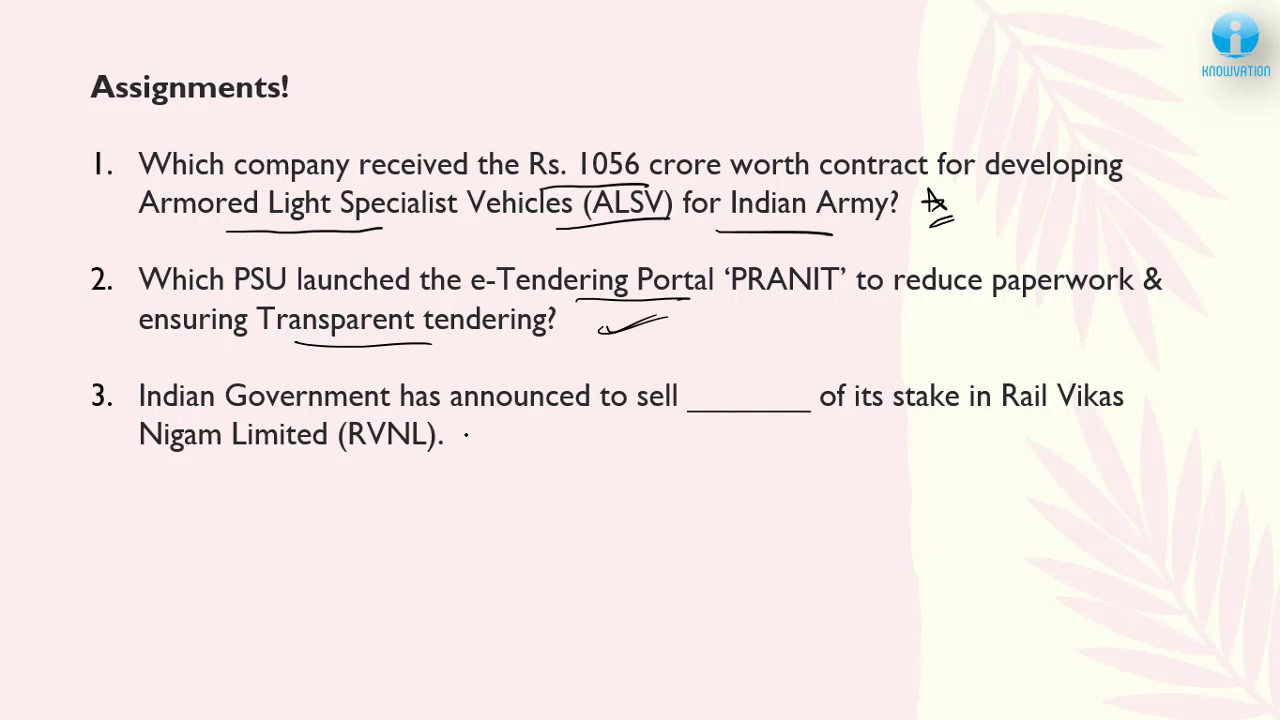 KNOWVATION
Assignments!
1. Which company received the Rs. 1056 crore worth contract for developing
Armored Light Specialist Vehicles (ALSV) for Indian Army?
2. Which PSU launched the e-Tendering Portal ‘PRANIT’ to reduce paperwork &
ensuring Transparent tendering?
3. Indian Government has announced to sell ________ of its stake in Rail Vikas
Nigam Limited (RVNL).